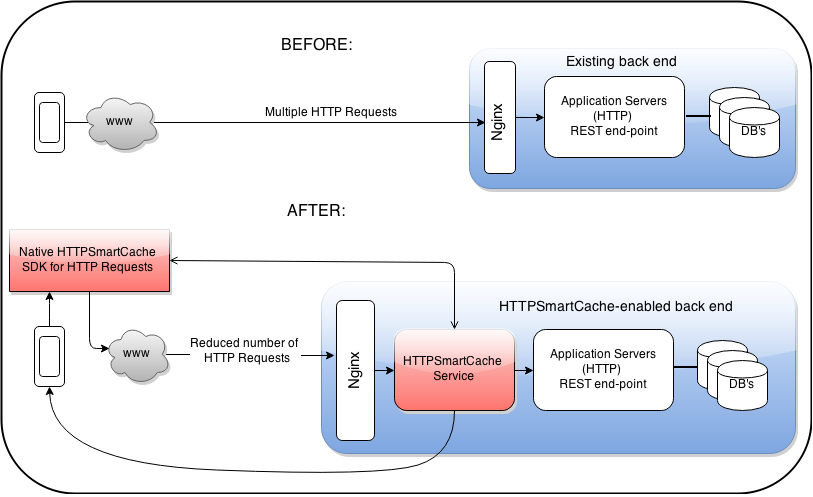 BEFORE:
Existing back end
www
Multiple HTTP Requests
Nginx
Application Servers
(HTTP)
REST end-point
DB's
AFTER:
Native HTTPSmartCache
SDK for HTTP Requests
HTTPSmartCache-enabled back end
www
Reduced number of
HTTP Requests
Nginx
HTTPSmartCache
Service
Application Servers
(HTTP)
REST end-point
DB's